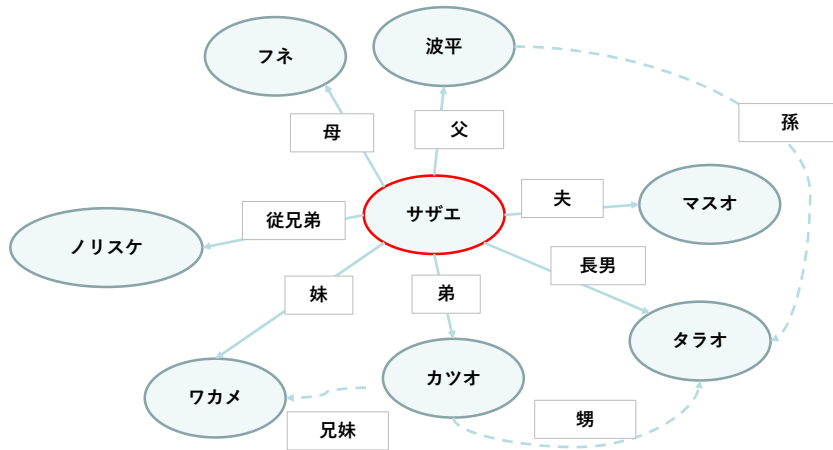 フネ
波平
母
父
孫
サザエ
夫
マスオ
従兄弟
ノリスケ
長男
妹
弟
タラオ
ワカメ
カツオ
兄妹
甥